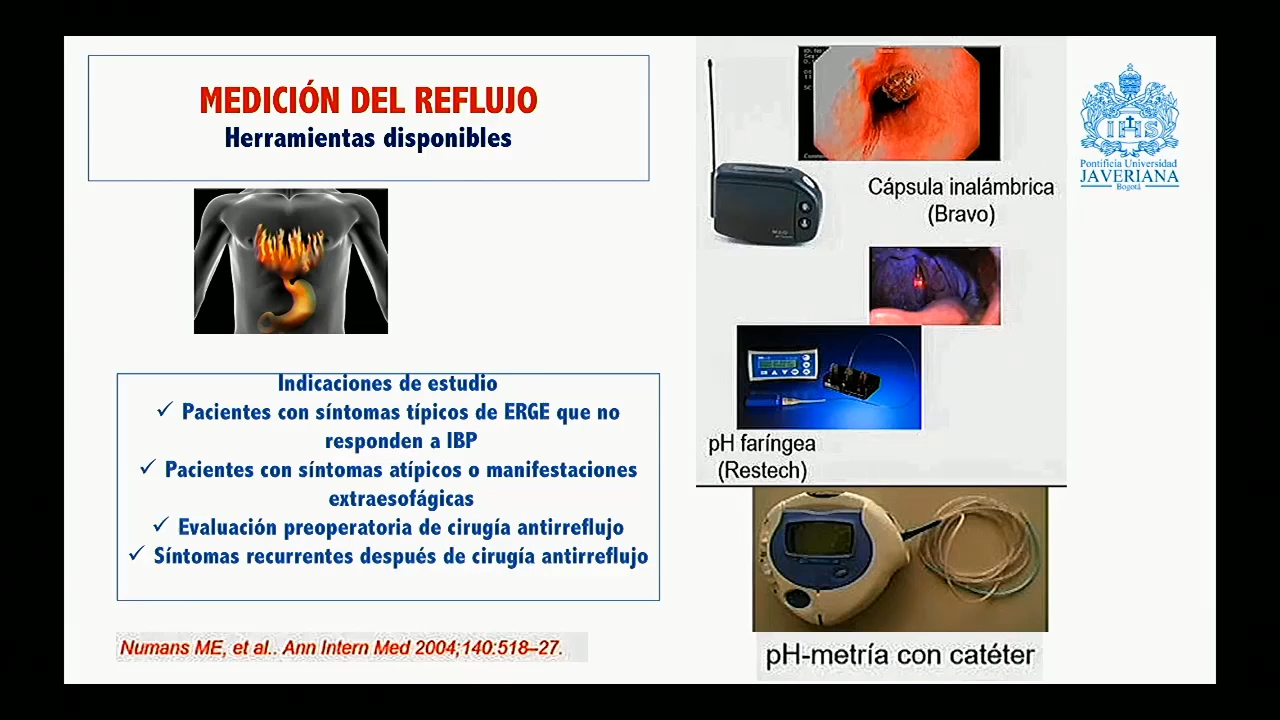 MEDICIÓN DEL REFLUJO
Herramientas disponibles
Indicaciones de estudio
✓ Pacientes con síntomas típicos de ERGE que no
responden a IBP
✓ Pacientes con síntomas atípicos o manifestaciones
extraesofágicas
✓ Evaluación preoperatoria de cirugía antirreflujo
✓ Síntomas recurrentes después de cirugía antirreflujo
Numans ME, et al.. Ann Intern Med 2004;140:518–27.
Cápsula inalámbrica
(Bravo)
pH faríngea
(Restech)
pH-metría con catéter
IHS
Pontificia Universidad
JAVERIANA
Bogotá